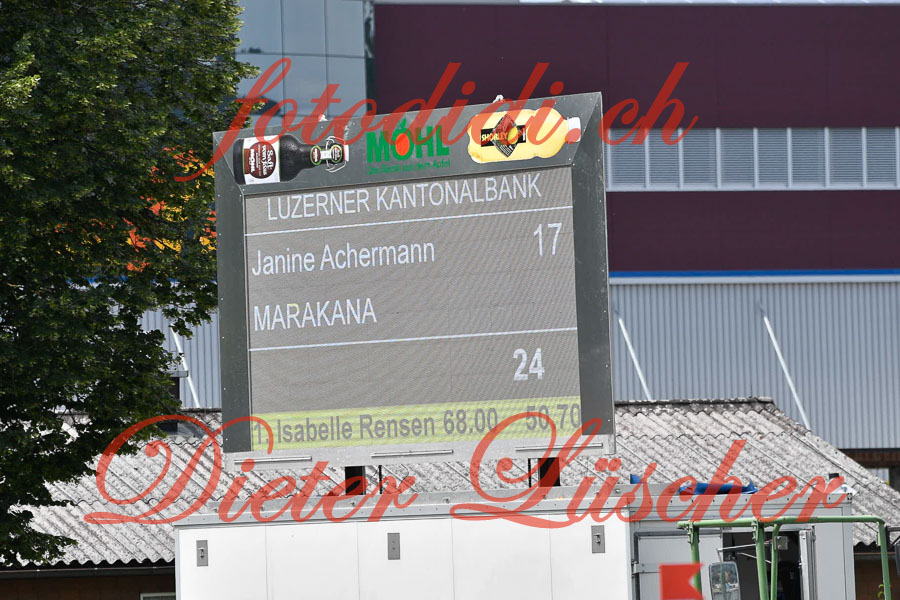 fotodidi.ch
MÖHL
SHORLEY
LUZERNER KANTONALBANK
Janine Achermann 17
MARAKANA
24
1. Isabelle Rensen 68.00 50.70
Dieter Lüscher